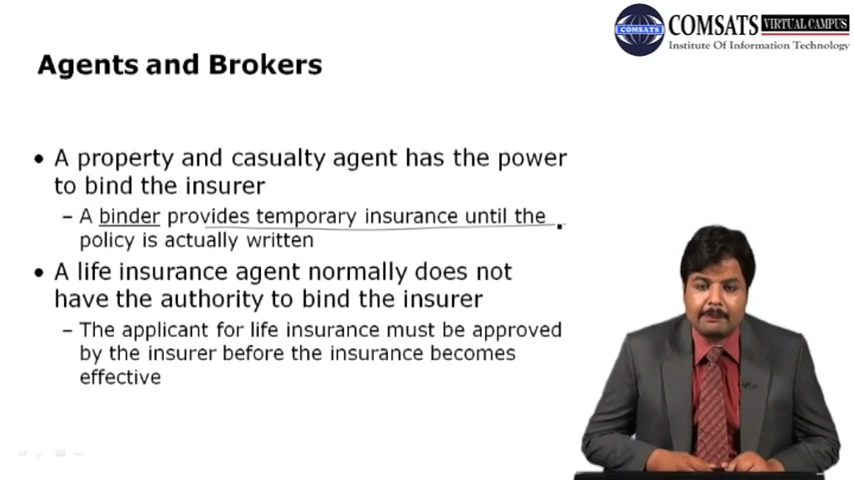 COMSATS
COMSATS VIRTUAL CAMPUS
Institute Of Information Technology
Agents and Brokers
• A property and casualty agent has the power
to bind the insurer
– A binder provides temporary insurance until the
policy is actually written
• A life insurance agent normally does not
have the authority to bind the insurer
– The applicant for life insurance must be approved
by the insurer before the insurance becomes
effective